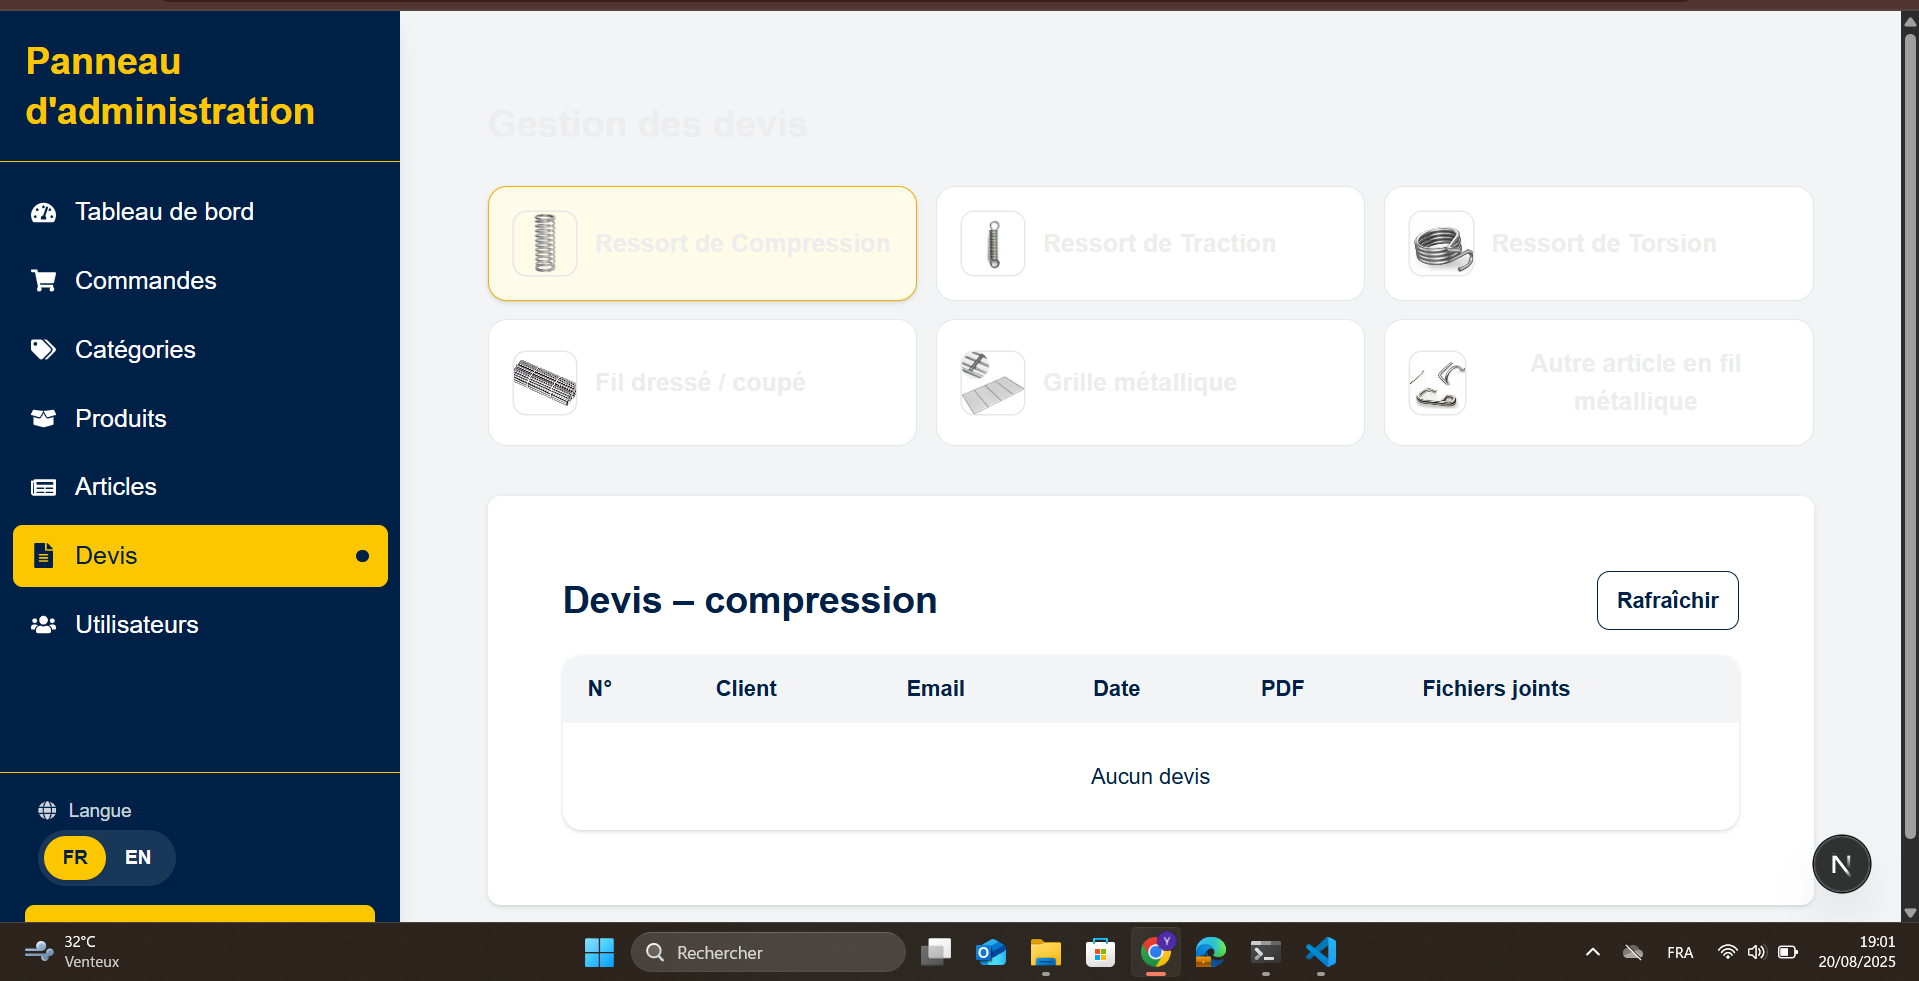 Panneau
d'administration
Tableau de bord
Commandes
Catégories
Produits
Articles
Devis
Utilisateurs
Langue
FR EN
Gestion des devis
Ressort de Compression
Ressort de Traction
Ressort de Torsion
Fil dressé / coupé
Grille métallique
Autre article en fil
métallique
Devis – compression
Rafraîchir
N° Client Email Date PDF Fichiers joints
Aucun devis
N
32°C
Venteux
Rechercher
Y
FRA
19:01
20/08/2025